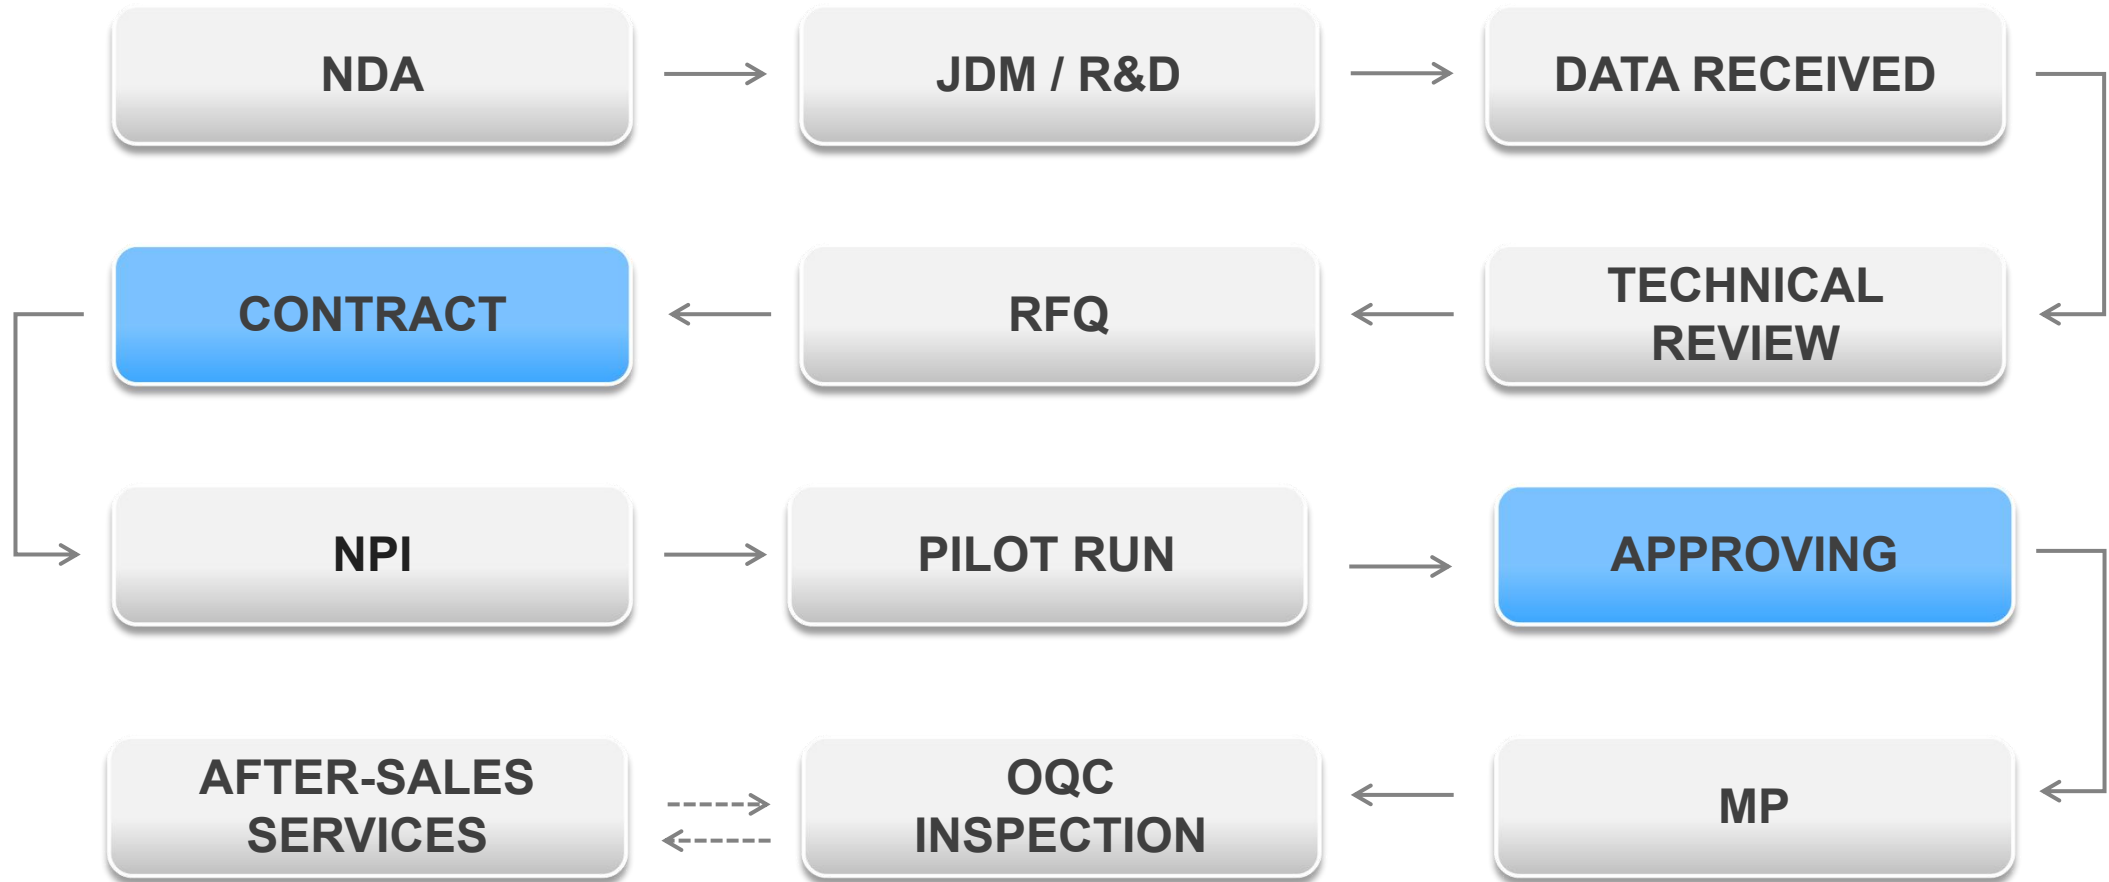 NDA
JDM / R&D
DATA RECEIVED
CONTRACT
RFQ
TECHNICAL
REVIEW
NPI
PILOT RUN
APPROVING
AFTER-SALES
SERVICES
OQC
INSPECTION
MP